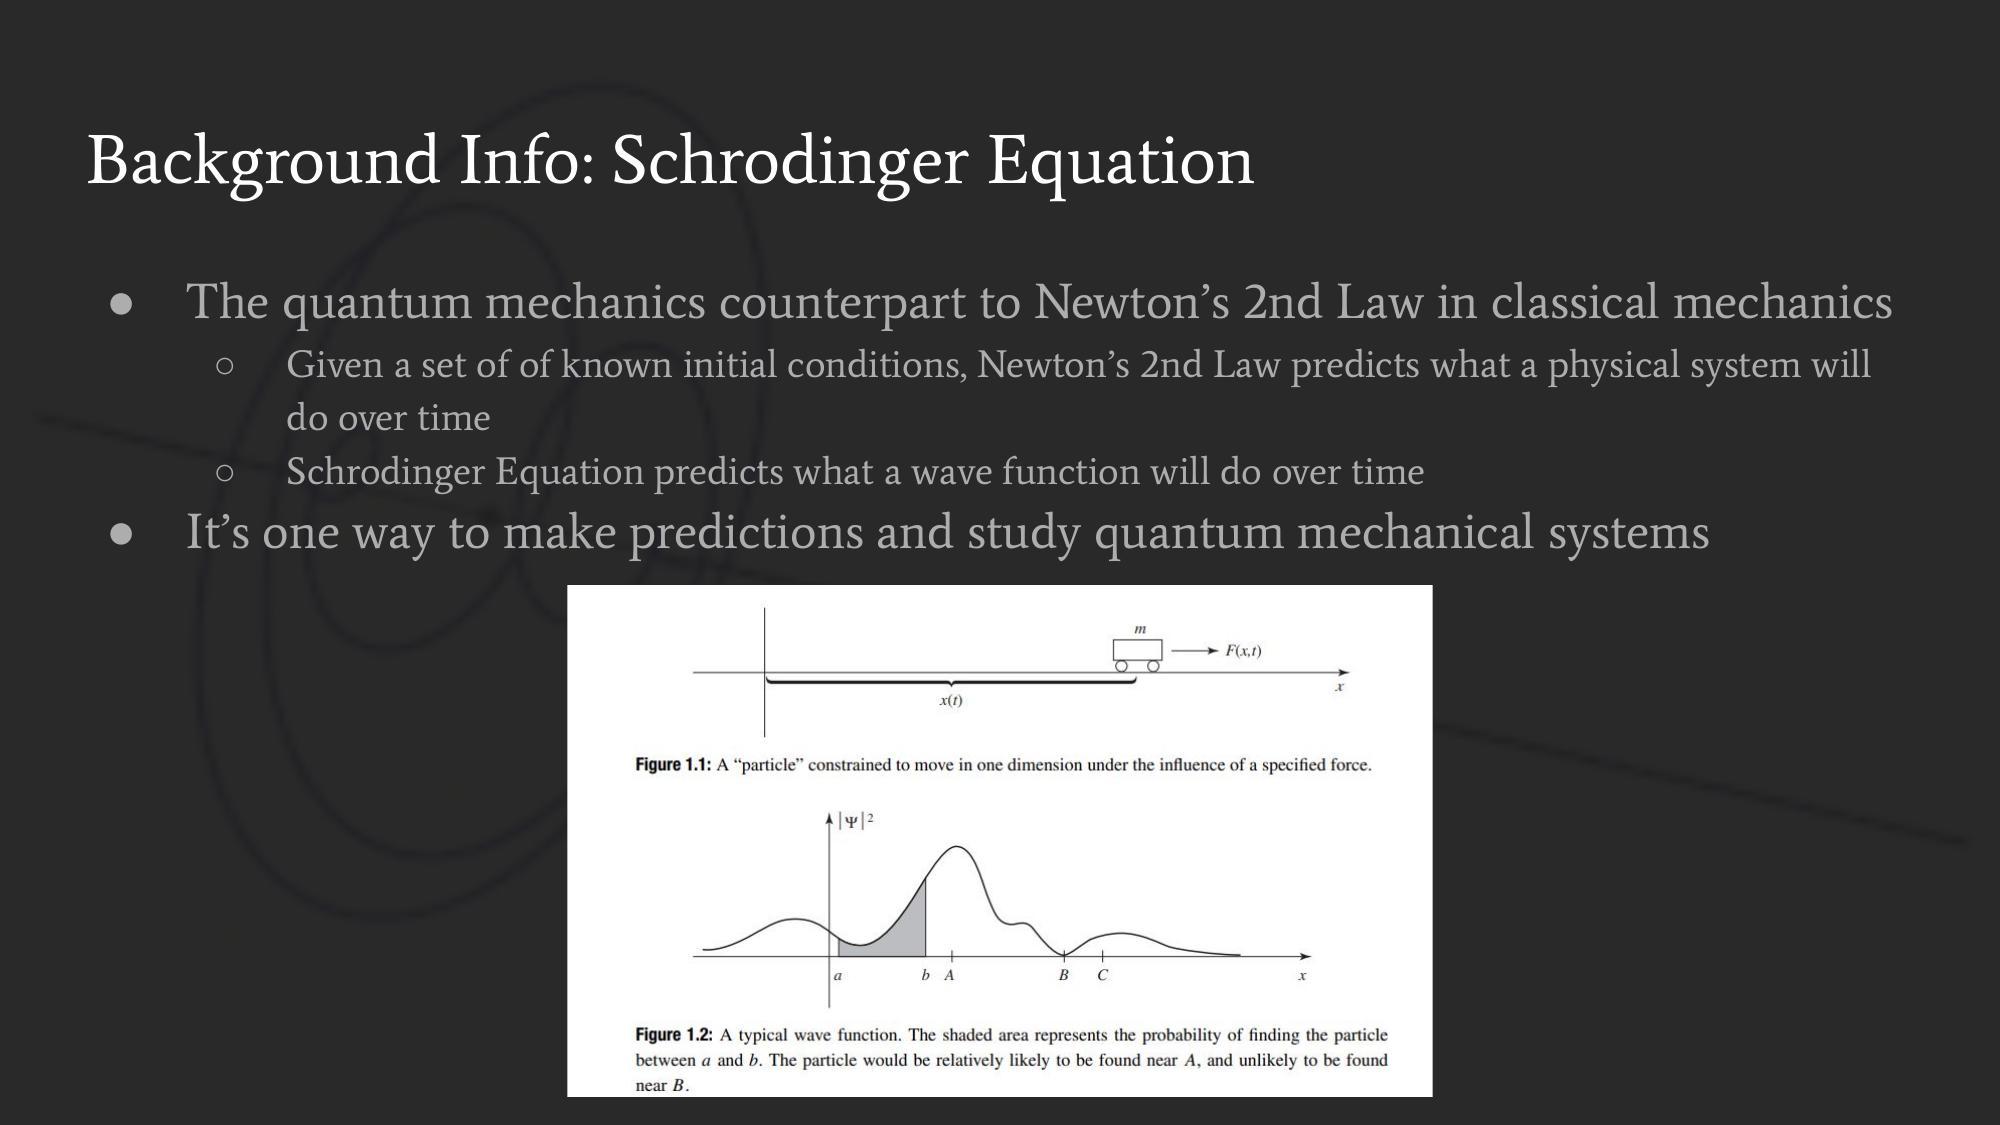 Background Info: Schrodinger Equation
● The quantum mechanics counterpart to Newton’s 2nd Law in classical mechanics
○ Given a set of of known initial conditions, Newton’s 2nd Law predicts what a physical system will
do over time
○ Schrodinger Equation predicts what a wave function will do over time
● It’s one way to make predictions and study quantum mechanical systems
m
F(x,t)
x
x(t)
Figure 1.1: A “particle” constrained to move in one dimension under the influence of a specified force.
|Ψ|²
a b A B C x
Figure 1.2: A typical wave function. The shaded area represents the probability of finding the particle
between a and b. The particle would be relatively likely to be found near A, and unlikely to be found
near B.